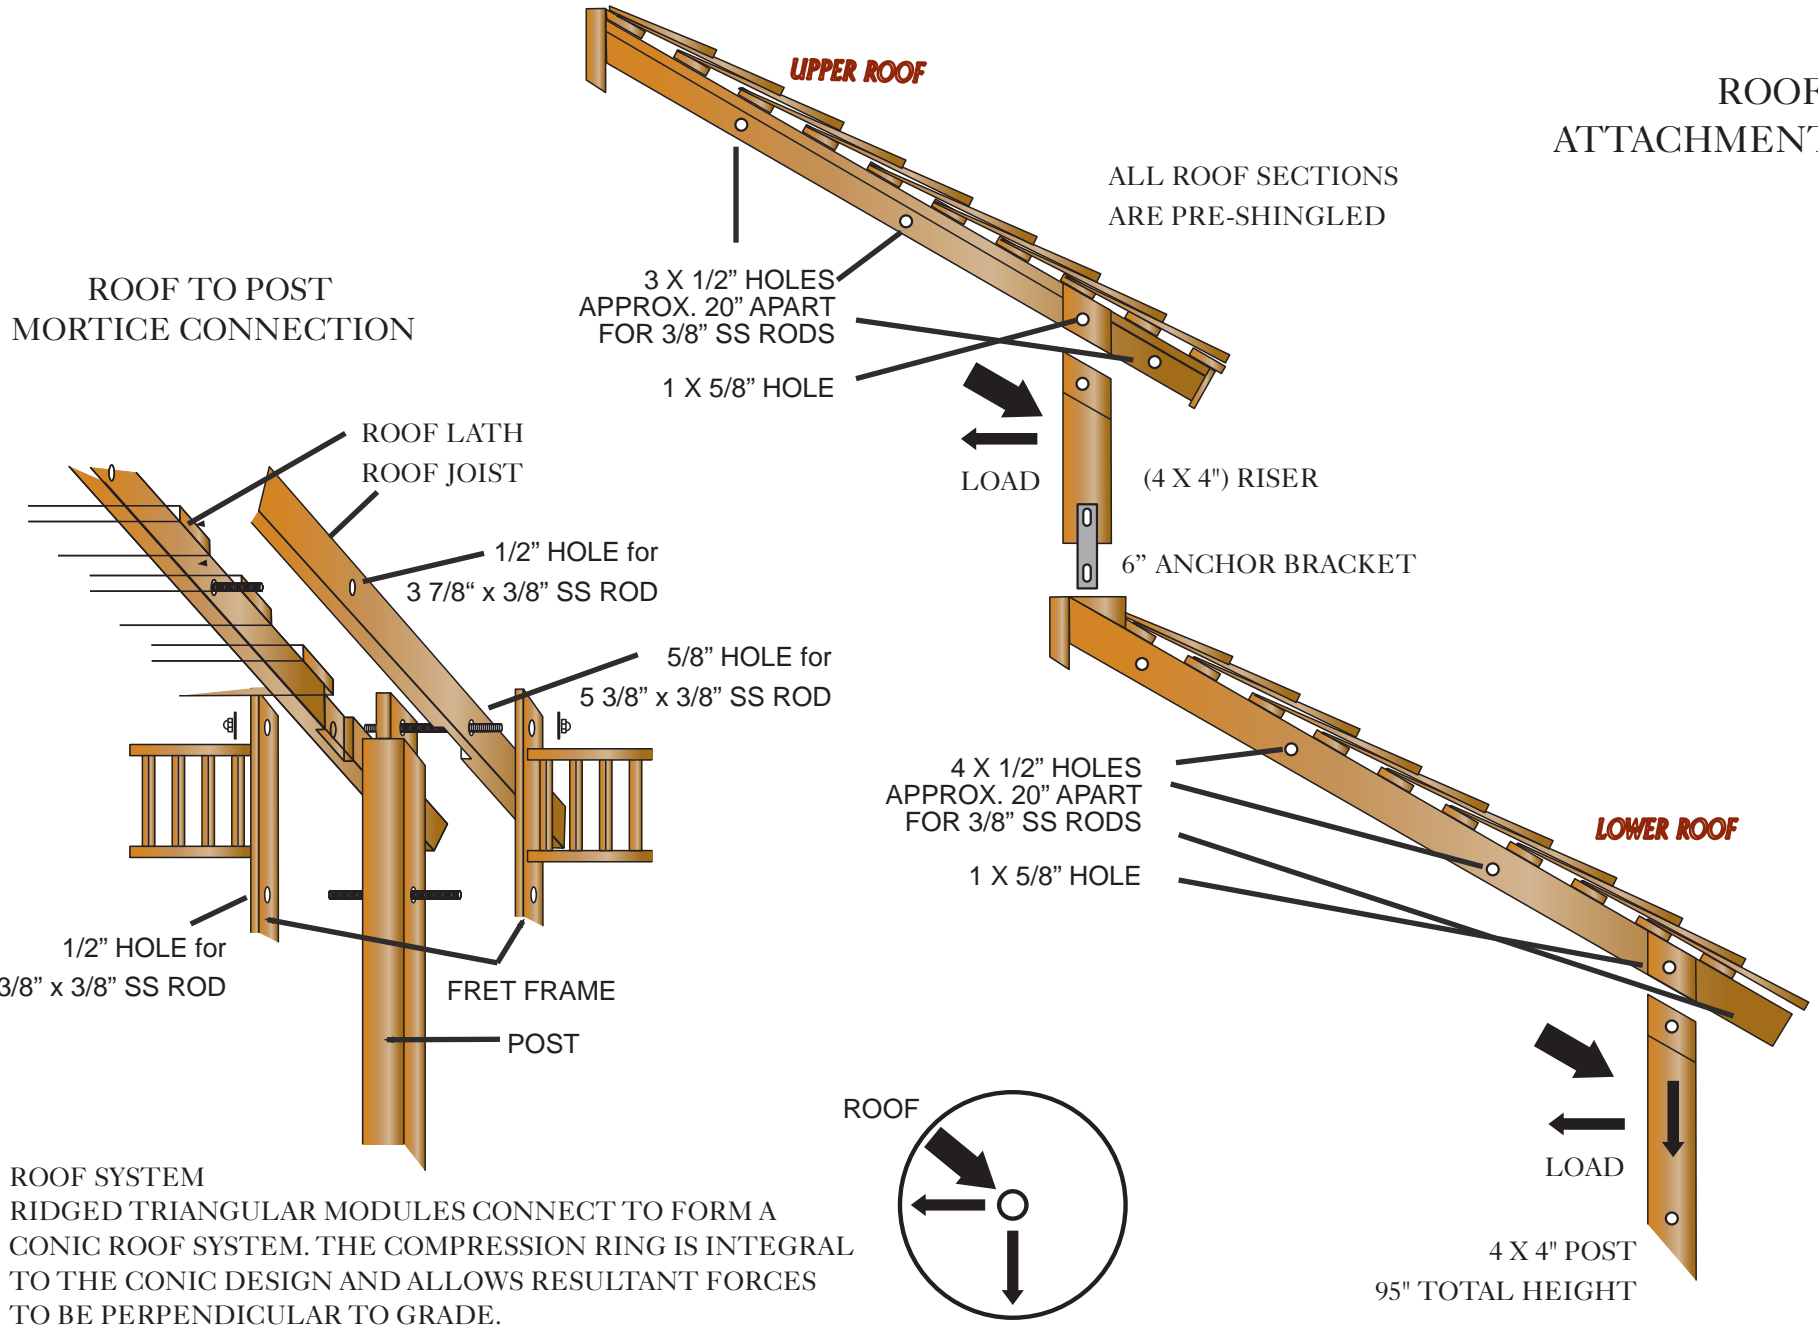 UPPER ROOF
ROOF
ATTACHMENT
ALL ROOF SECTIONS
ARE PRE-SHINGLED
ROOF TO POST
MORTICE CONNECTION
3 X 1/2” HOLES
APPROX. 20” APART
FOR 3/8” SS RODS
1 X 5/8” HOLE
ROOF LATH
ROOF JOIST
LOAD
(4 X 4") RISER
1/2” HOLE for
3 7/8“ x 3/8” SS ROD
6” ANCHOR BRACKET
5/8” HOLE for
5 3/8” x 3/8” SS ROD
4 X 1/2” HOLES
APPROX. 20” APART
FOR 3/8” SS RODS
1 X 5/8” HOLE
LOWER ROOF
1/2” HOLE for
3/8” x 3/8” SS ROD
FRET FRAME
POST
ROOF
LOAD
ROOF SYSTEM
RIDGED TRIANGULAR MODULES CONNECT TO FORM A
CONIC ROOF SYSTEM. THE COMPRESSION RING IS INTEGRAL
TO THE CONIC DESIGN AND ALLOWS RESULTANT FORCES
TO BE PERPENDICULAR TO GRADE.
4 X 4" POST
95" TOTAL HEIGHT